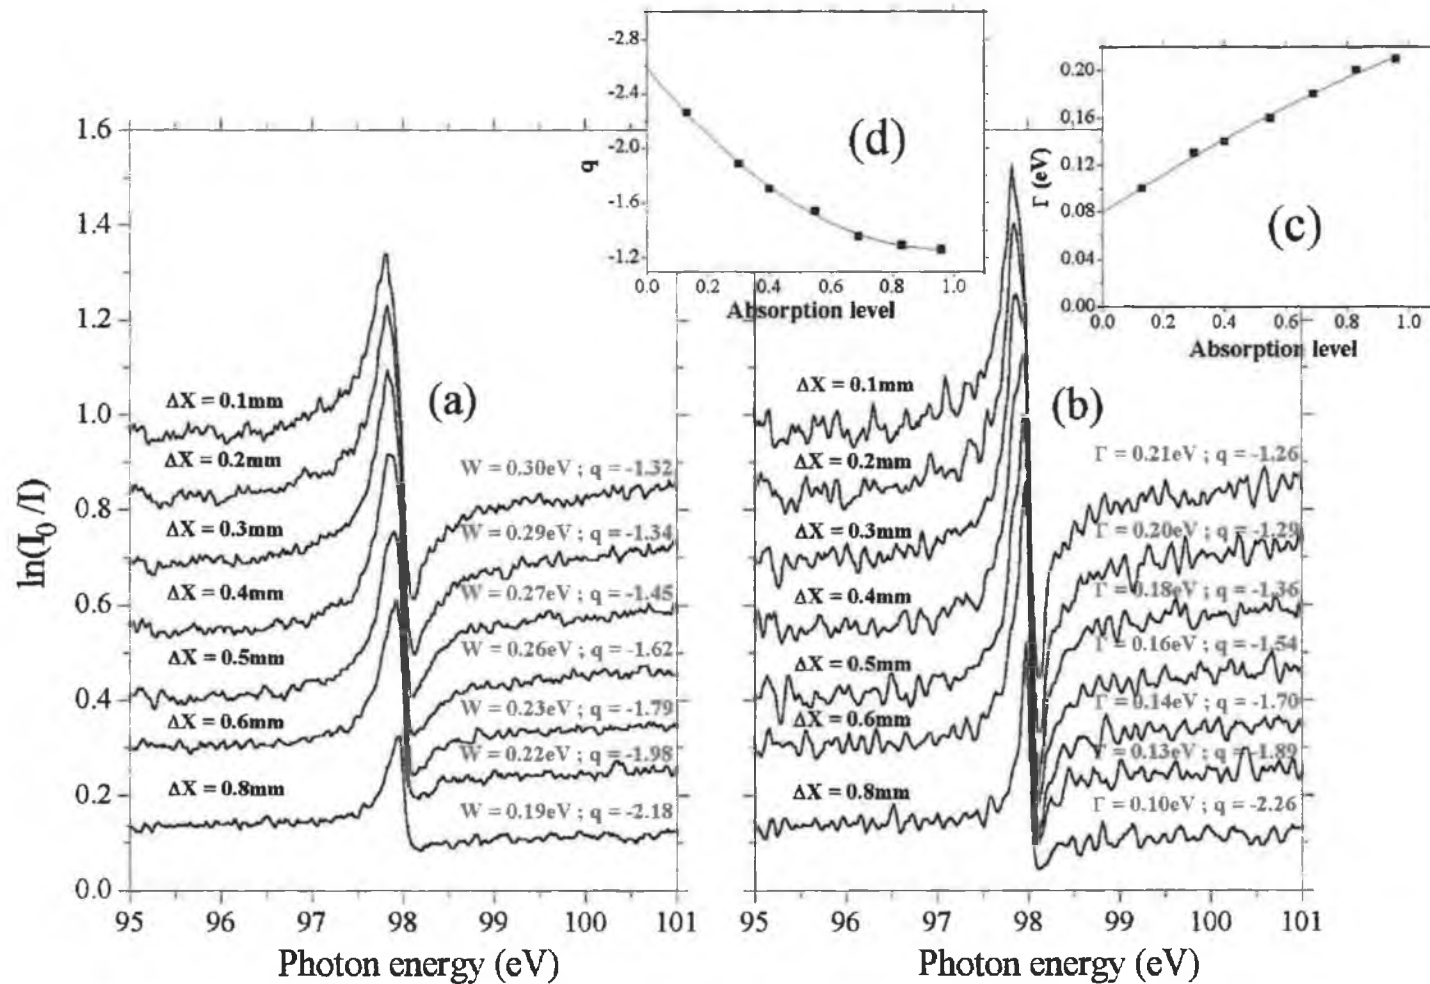 -2.8
-2.4
-2.0
-1.6
-1.2
q
(d)
0.0 0.2 0.4 0.6 0.8 1.0
Absorption level
0.20
0.16
0.12
0.08
0.04
0.00
Γ (eV)
(c)
0.0 0.2 0.4 0.6 0.8 1.0
Absorption level
1.6
1.4
1.2
1.0
0.8
0.6
0.4
0.2
0.0
ln(I0 /I)
(a)
ΔX = 0.1mm
ΔX = 0.2mm
ΔX = 0.3mm
ΔX = 0.4mm
ΔX = 0.5mm
ΔX = 0.6mm
ΔX = 0.8mm
W = 0.30eV ; q = -1.32
W = 0.29eV ; q = -1.34
W = 0.27eV ; q = -1.45
W = 0.26eV ; q = -1.62
W = 0.23eV ; q = -1.79
W = 0.22eV ; q = -1.98
W = 0.19eV ; q = -2.18
95 96 97 98 99 100 101
Photon energy (eV)
(b)
ΔX = 0.1mm
ΔX = 0.2mm
ΔX = 0.3mm
ΔX = 0.4mm
ΔX = 0.5mm
ΔX = 0.6mm
ΔX = 0.8mm
Γ = 0.21eV ; q = -1.26
Γ = 0.20eV ; q = -1.29
Γ = 0.18eV ; q = -1.36
Γ = 0.16eV ; q = -1.54
Γ = 0.14eV ; q = -1.70
Γ = 0.13eV ; q = -1.89
Γ = 0.10eV ; q = -2.26
95 96 97 98 99 100 101
Photon energy (eV)